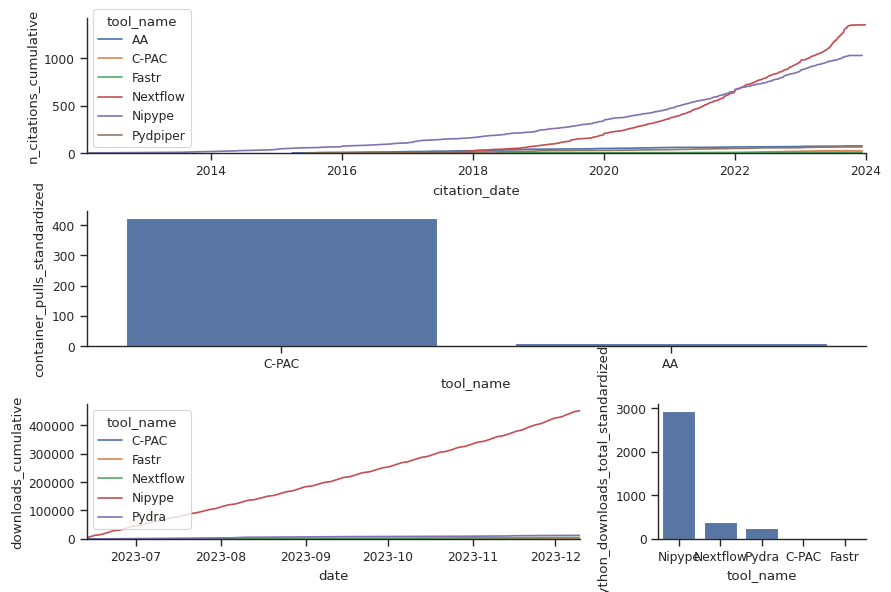 tool_name
AA
C-PAC
Fastr
Nextflow
Nipype
Pydpiper
n_citations_cumulative
1000
500
0
2014 2016 2018 2020 2022 2024
citation_date
container_pulls_standardized
400
300
200
100
0
C-PAC AA
tool_name
downloads_cumulative
400000
300000
200000
100000
0
tool_name
C-PAC
Fastr
Nextflow
Nipype
Pydra
2023-07 2023-08 2023-09 2023-10 2023-11 2023-12
date
ython_downloads_total_standardized
3000
2000
1000
0
Nipype Nextflow Pydra C-PAC Fastr
tool_name